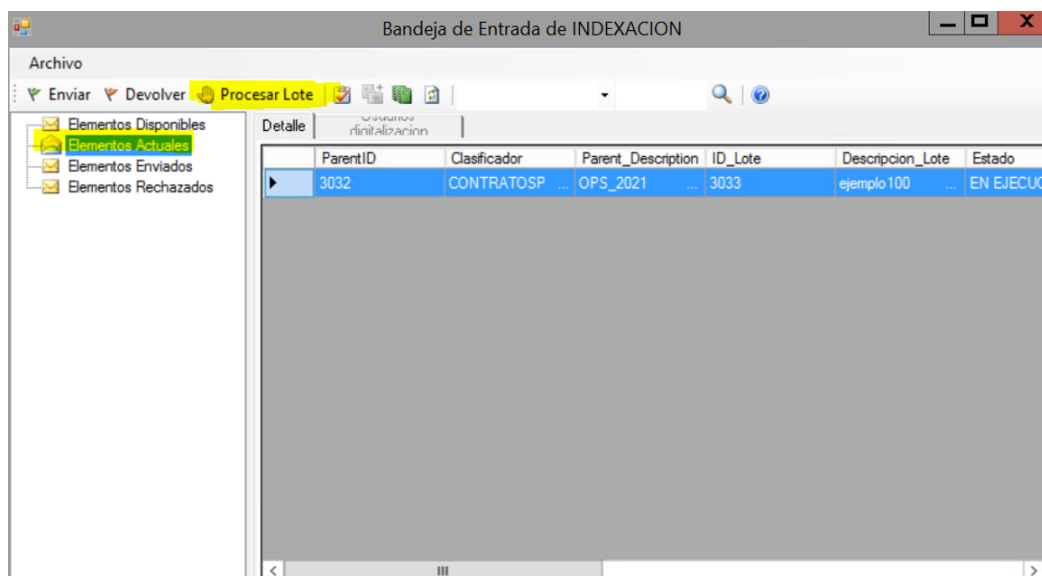 Bandeja de Entrada de INDEXACION
Archivo
Enviar Devolver Procesar Lote
Elementos Disponibles
Elementos Actuales
Elementos Enviados
Elementos Rechazados
Detalle
digitalizacion
ParentID Clasificador Parent_Description ID_Lote Descripcion_Lote Estado
3032 CONTRATOSP ... OPS_2021 ... 3033 ejemplo100 ... EN EJECUC